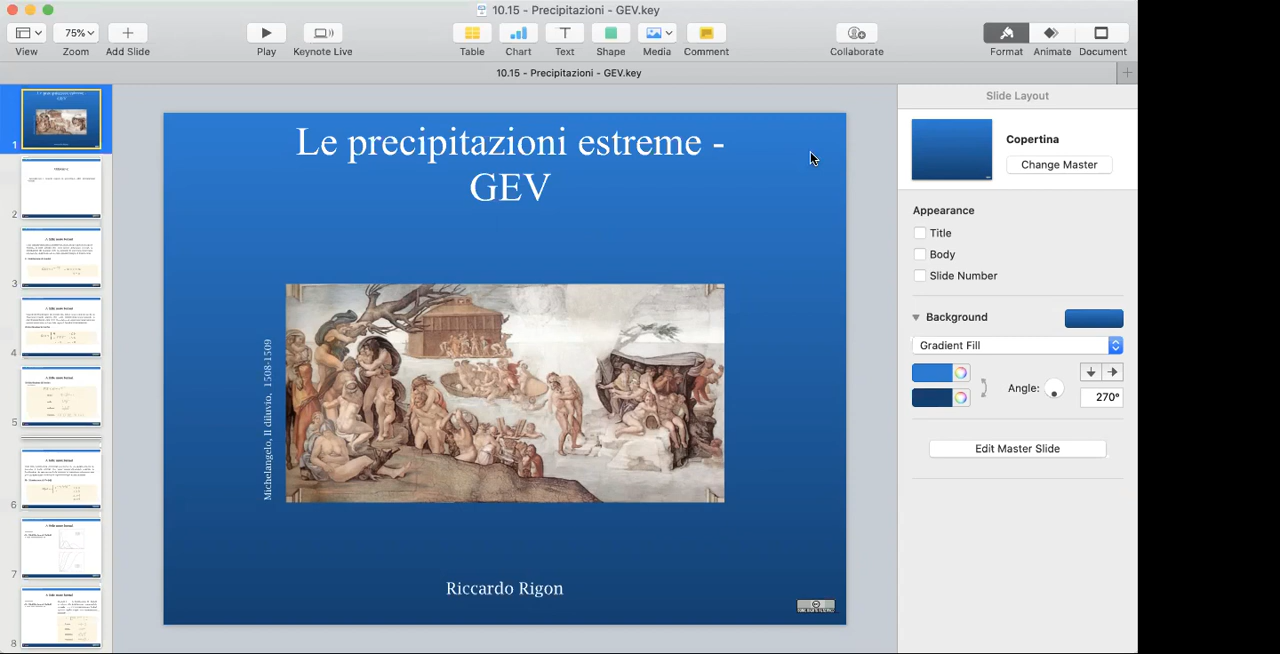 10.15 - Precipitazioni - GEV.key
75%
View
Zoom
Add Slide
Play
Keynote Live
Table
Chart
Text
Shape
Media
Comment
Collaborate
Format
Animate
Document
10.15 - Precipitazioni - GEV.key
1
2
3
4
5
6
7
8
Le precipitazioni estreme -
GEV
Michelangelo, Il diluvio, 1508-1509
Riccardo Rigon
Slide Layout
Copertina
Change Master
Appearance
Title
Body
Slide Number
Background
Gradient Fill
Angle:
270°
Edit Master Slide